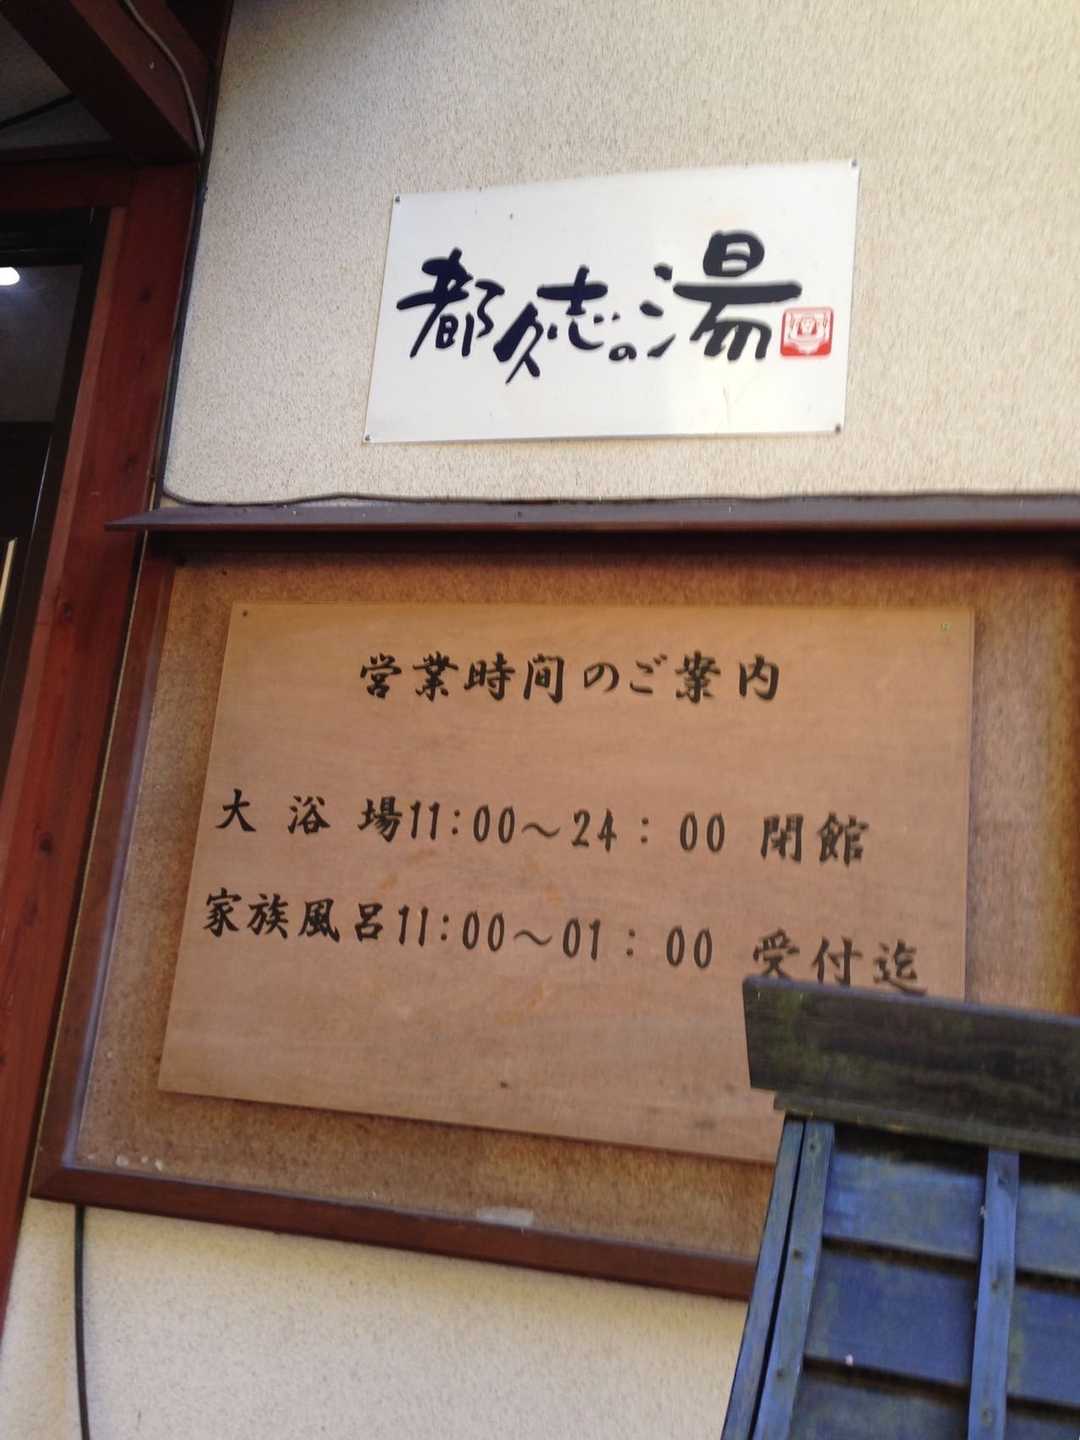 都久志の湯
営業時間のご案内
大浴場11:00〜24:00 閉館
家族風呂11:00〜01:00 受付迄